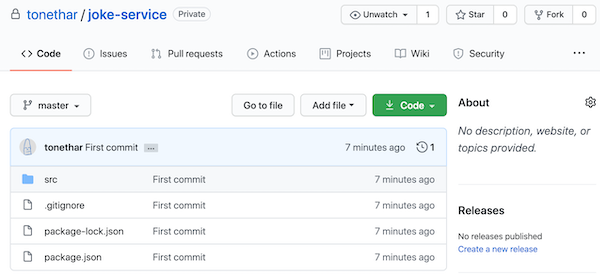 tonethar / joke-service Private
Unwatch 1 Star 0 Fork 0
Code Issues Pull requests Actions Projects Wiki Security ...
master Go to file Add file Code
About
No description, website, or topics provided.
tonethar First commit ... 7 minutes ago 1
src First commit 7 minutes ago
.gitignore First commit 7 minutes ago
package-lock.json First commit 7 minutes ago
package.json First commit 7 minutes ago
Releases
No releases published
Create a new release